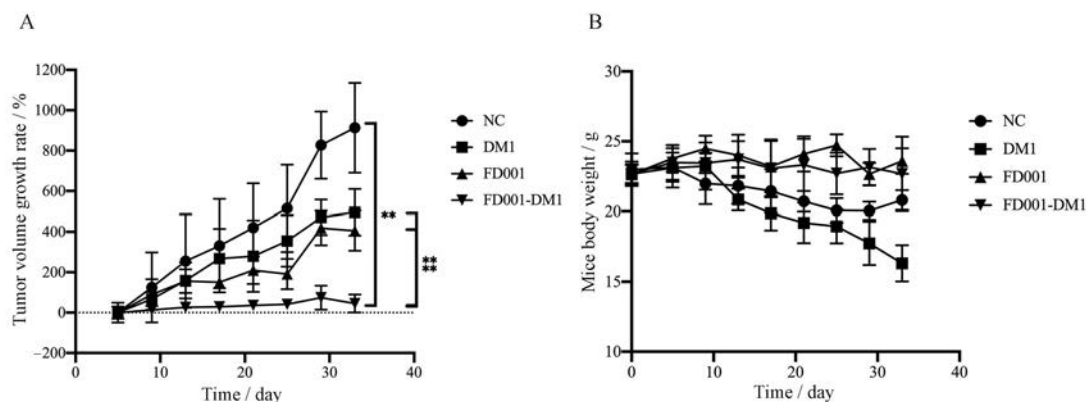 A
1200
1000
800
600
400
200
0
−200
0
10
20
30
40
Tumor volume growth rate / %
Time / day
**
**
**
NC
DM1
FD001
FD001-DM1
B
30
25
20
15
10
0
10
20
30
40
Mice body weight / g
Time / day
NC
DM1
FD001
FD001-DM1